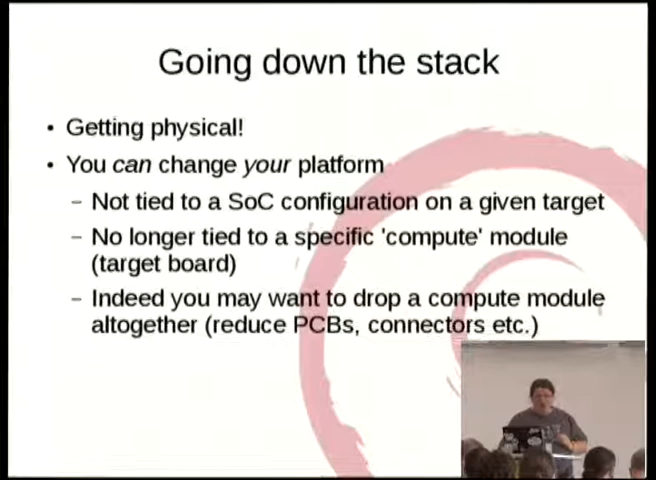 Going down the stack
• Getting physical!
• You can change your platform
– Not tied to a SoC configuration on a given target
– No longer tied to a specific 'compute' module
(target board)
– Indeed you may want to drop a compute module
altogether (reduce PCBs, connectors etc.)